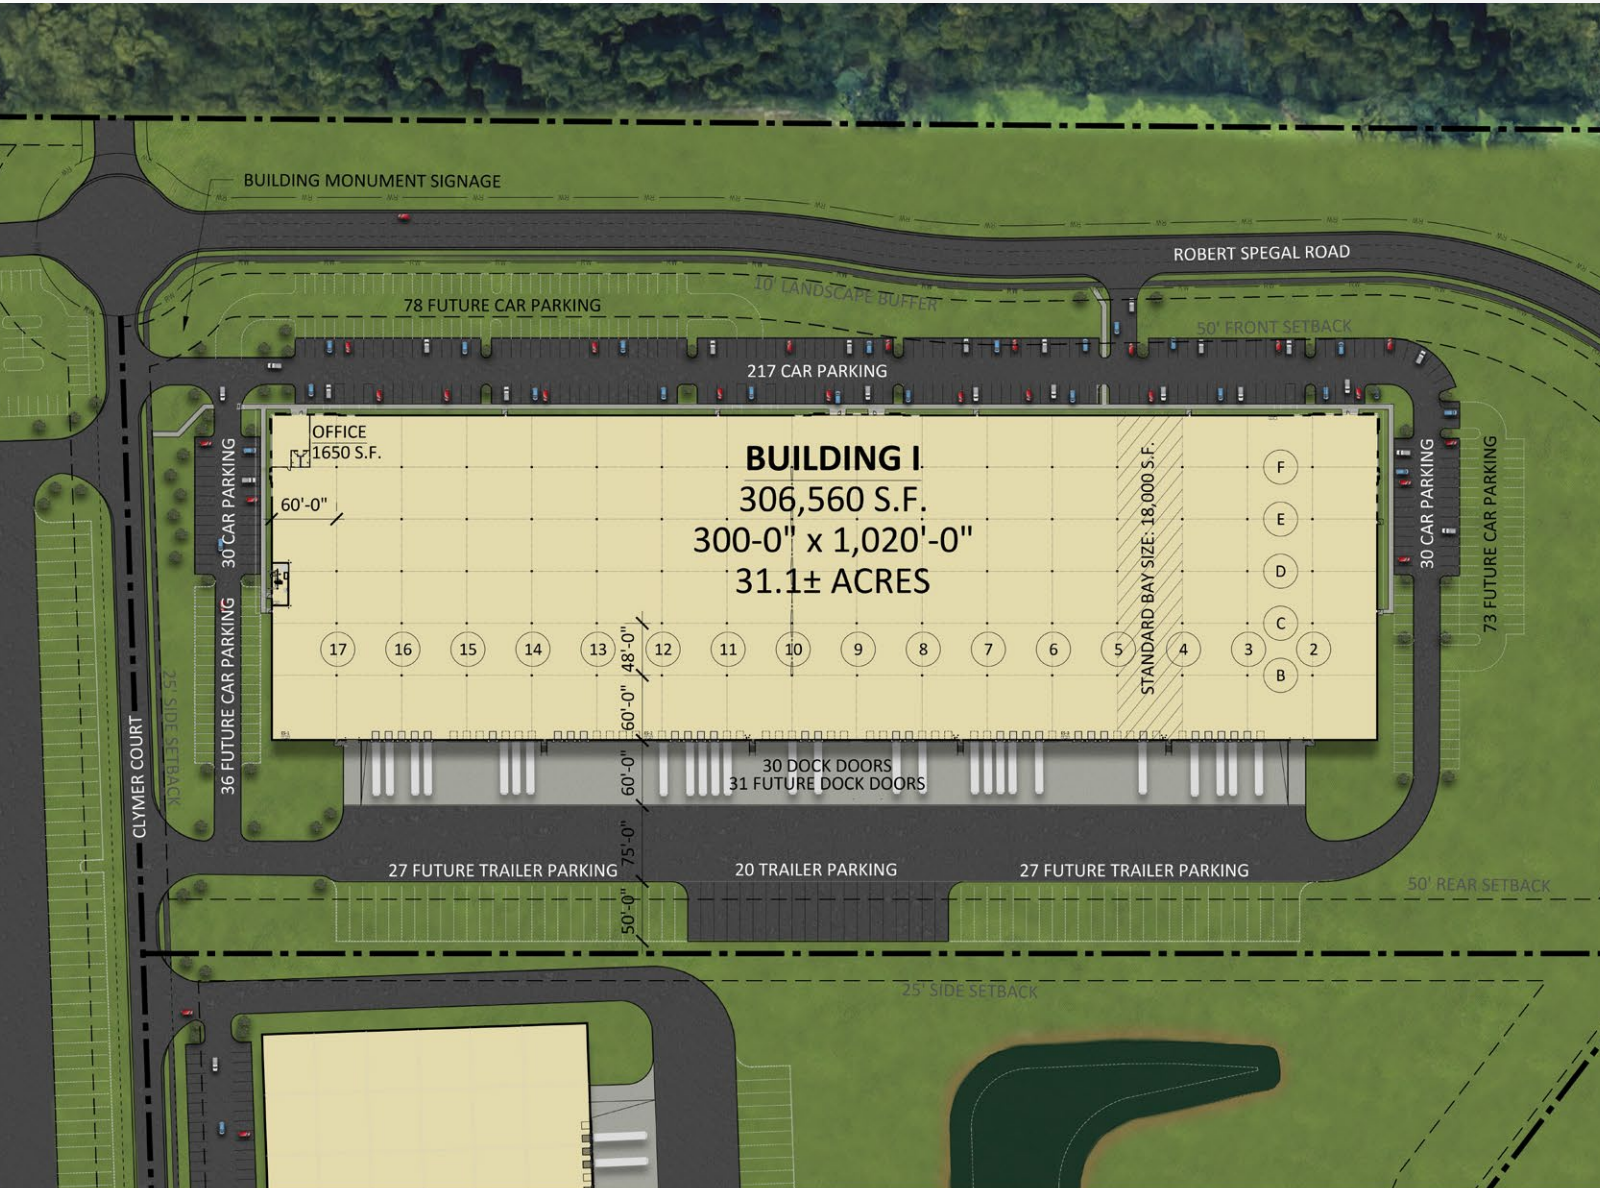 BUILDING MONUMENT SIGNAGE
ROBERT SPEGAL ROAD
10' LANDSCAPE BUFFER
78 FUTURE CAR PARKING
50' FRONT SETBACK
217 CAR PARKING
OFFICE
1650 S.F.
60'-0"
BUILDING I
306,560 S.F.
300-0" x 1,020'-0"
31.1± ACRES
STANDARD BAY SIZE: 18,000 S.F.
F
E
D
C
B
17
16
15
14
13
12
11
10
9
8
7
6
5
4
3
2
48'-0"
60'-0"
60'-0"
75'-0"
50'-0"
30 CAR PARKING
36 FUTURE CAR PARKING
25' SIDE SETBACK
CLYMER COURT
30 CAR PARKING
73 FUTURE CAR PARKING
30 DOCK DOORS
31 FUTURE DOCK DOORS
27 FUTURE TRAILER PARKING
20 TRAILER PARKING
27 FUTURE TRAILER PARKING
50' REAR SETBACK
25' SIDE SETBACK